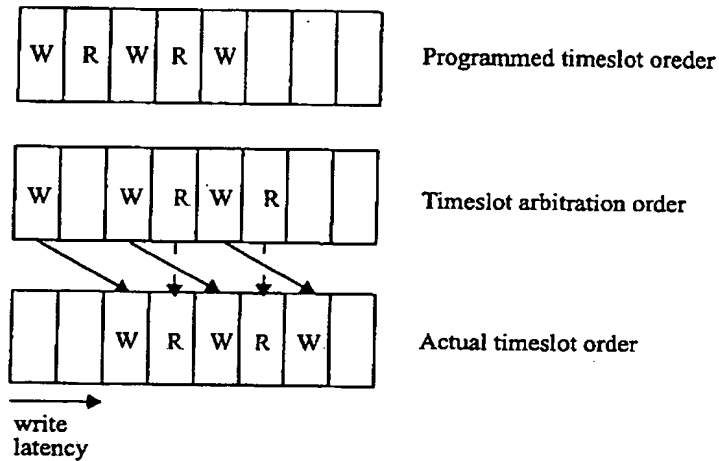 W R W R W Programmed timeslot oreder
W W R W R Timeslot arbitration order
W R W R W Actual timeslot order
write
latency